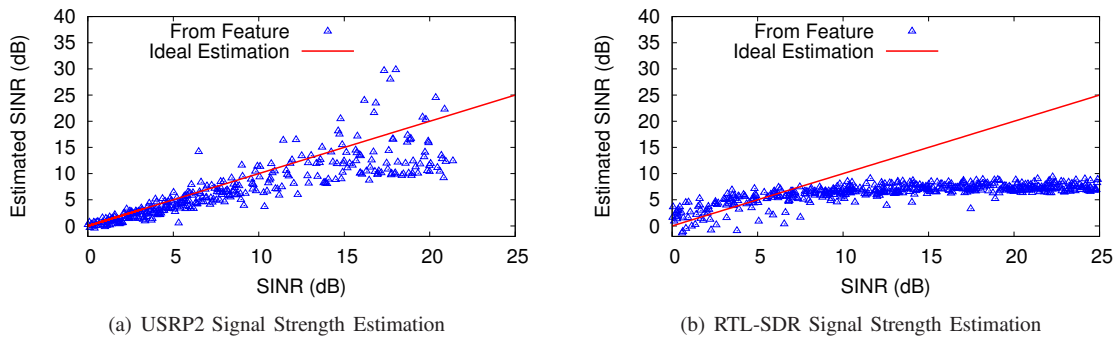 Estimated SINR (dB)
40
35
30
25
20
15
10
5
0
From Feature
Ideal Estimation
0 5 10 15 20 25
SINR (dB)
(a) USRP2 Signal Strength Estimation
Estimated SINR (dB)
40
35
30
25
20
15
10
5
0
From Feature
Ideal Estimation
0 5 10 15 20 25
SINR (dB)
(b) RTL-SDR Signal Strength Estimation